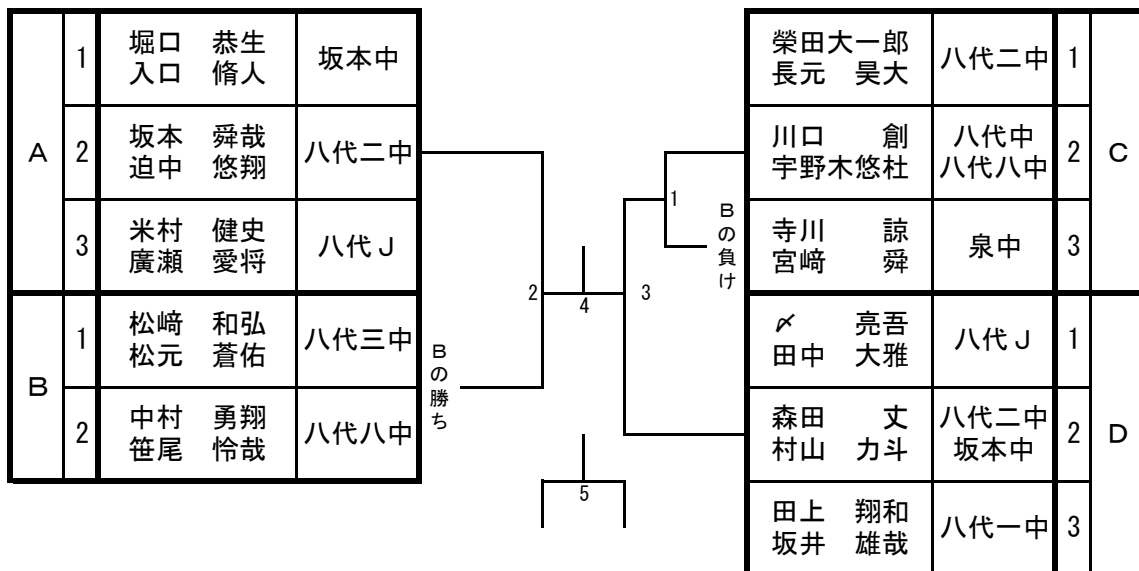 A
1
堀口 恭生
入口 脩人
坂本中
2
坂本 舜哉
迫中 悠翔
八代二中
3
米村 健史
廣瀬 愛将
八代J
B
1
松﨑 和弘
松元 蒼佑
八代三中
2
中村 勇翔
笹尾 怜哉
八代八中
Bの勝ち
2
4
5
3
1
Bの負け
榮田大一郎
長元 昊大
八代二中
1
川口 創
宇野木悠杜
八代中
八代八中
2
C
寺川 諒
宮﨑 舜
泉中
3
〆 亮吾
田中 大雅
八代J
1
森田 丈
村山 力斗
八代二中
坂本中
2
D
田上 翔和
坂井 雄哉
八代一中
3